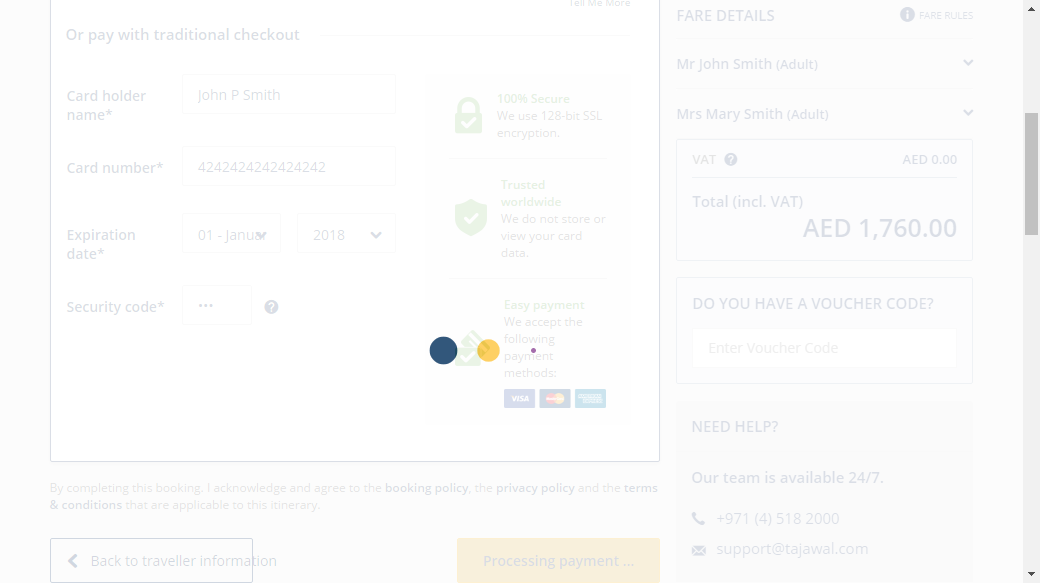 Tell Me More
Or pay with traditional checkout
Card holder
name*
John P Smith
Card number*
4242424242424242
Expiration
date*
01 - Januar
2018
Security code*
•••
?
100% Secure
We use 128-bit SSL
encryption.
Trusted
worldwide
We do not store or
view your card
data.
Easy payment
We accept the
following
payment
methods:
VISA
By completing this booking. I acknowledge and agree to the booking policy, the privacy policy and the terms
& conditions that are applicable to this itinerary.
Back to traveller information
Processing payment ...
FARE DETAILS
i FARE RULES
Mr John Smith (Adult)
Mrs Mary Smith (Adult)
VAT ? AED 0.00
Total (incl. VAT)
AED 1,760.00
DO YOU HAVE A VOUCHER CODE?
Enter Voucher Code
NEED HELP?
Our team is available 24/7.
+971 (4) 518 2000
support@tajawal.com